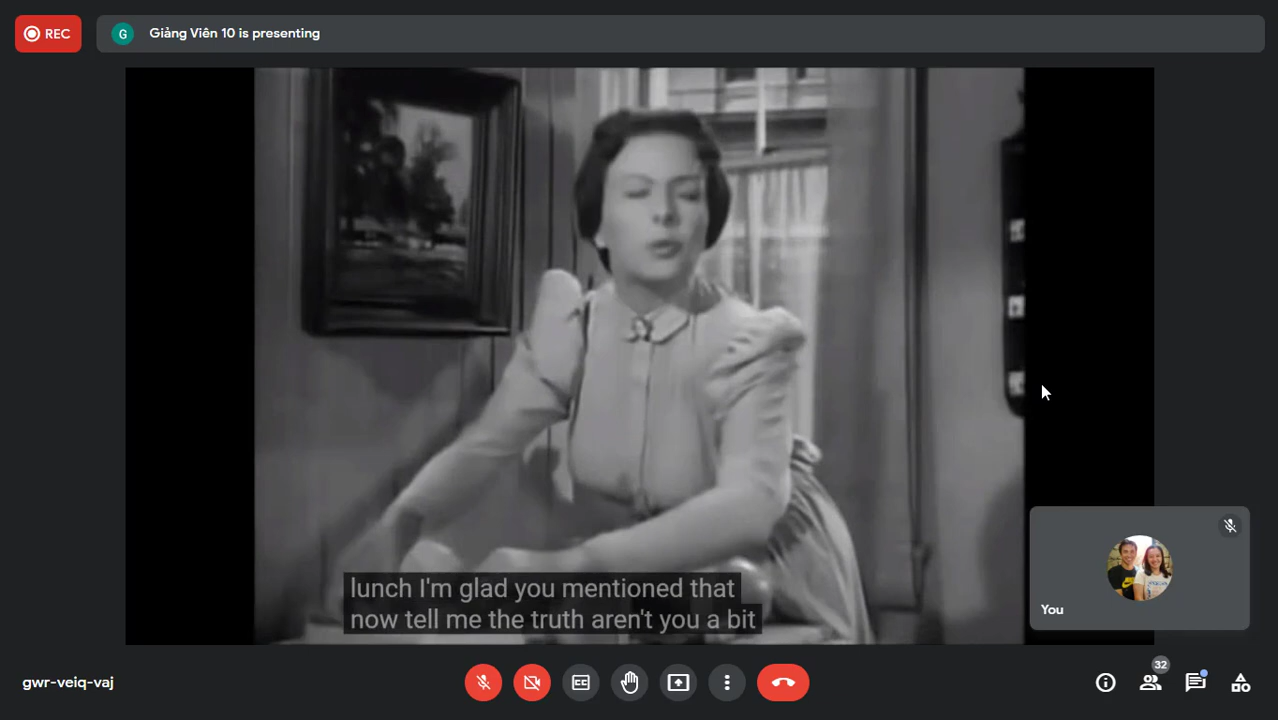 REC
G
Giảng Viên 10 is presenting
lunch I'm glad you mentioned that
now tell me the truth aren't you a bit
You
gwr-veiq-vaj
CC
32